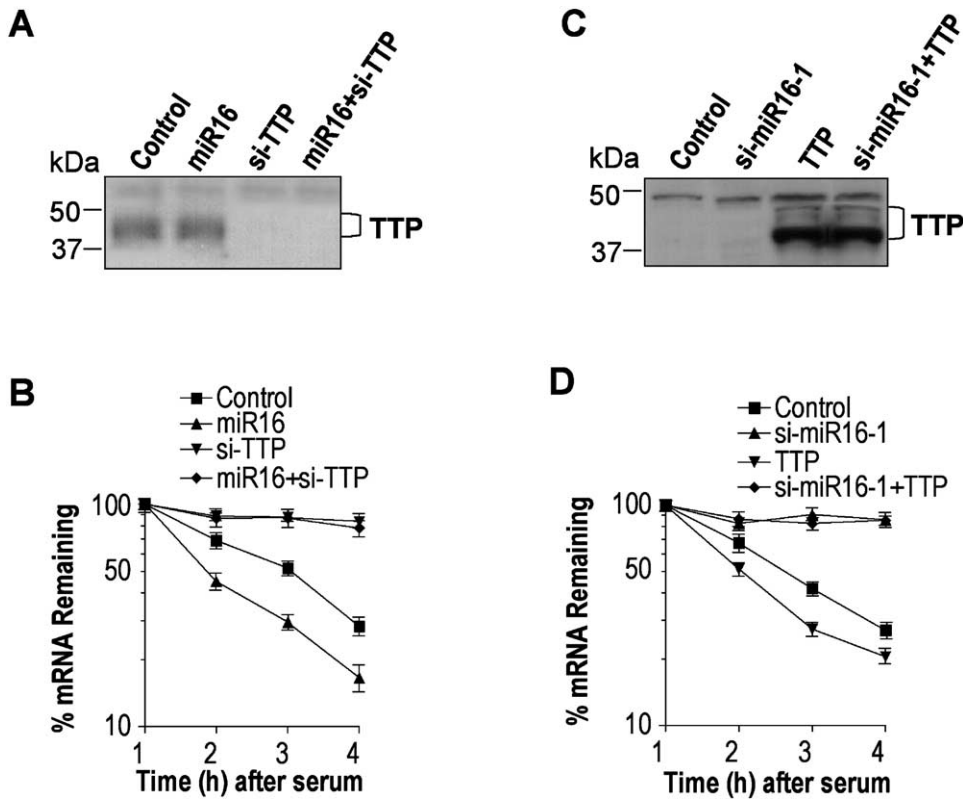 A
Control
miR16
si-TTP
miR16+si-TTP
kDa
50
37
TTP
C
Control
si-miR16-1
TTP
si-miR16-1+TTP
kDa
50
37
TTP
B
Control
miR16
si-TTP
miR16+si-TTP
% mRNA Remaining
100
50
10
1 2 3 4
Time (h) after serum
D
Control
si-miR16-1
TTP
si-miR16-1+TTP
% mRNA Remaining
100
50
10
1 2 3 4
Time (h) after serum